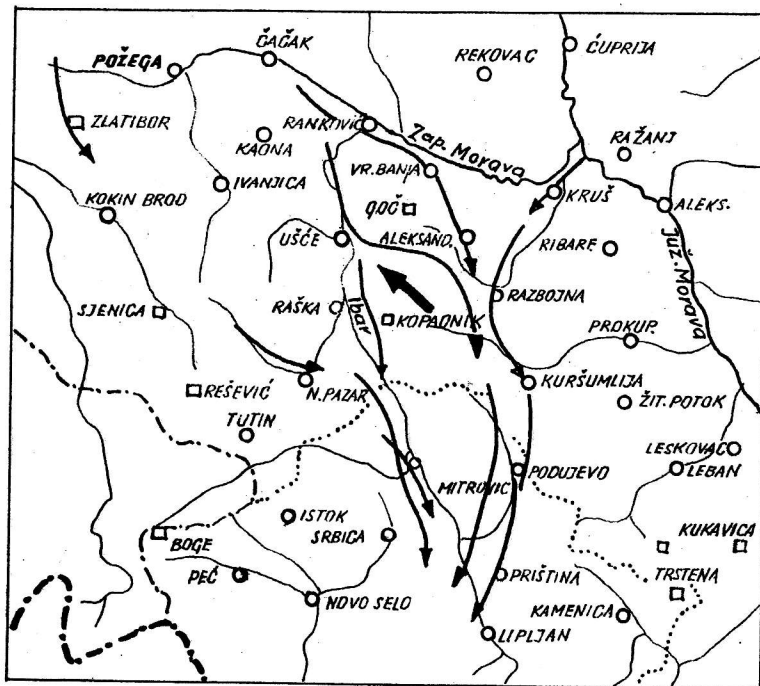 ČAČAK
POŽEGA
REKOVAC
ĆUPRIJA
ZLATIBOR
RANKOVIĆ
KAONA
Zap. Morava
RAŽANJ
VR. BANJA
IVANJICA
KRUŠ
KOKIN BROD
GOČ
ALEKS.
UŠĆE
ALEKSAND.
RIBARE
Juž. Morava
RAZBOJNA
SJENICA
RAŠKA
Ibar
KOPAONIK
PROKUP.
REŠEVIĆ
N. PAZAR
KURŠUMLIJA
TUTIN
ŽIT. POTOK
LESKOVAC
MITROVIC
PODUJEVO
LEBAN
ISTOK
BOGE
SRBICA
KUKAVICA
PEĆ
PRIŠTINA
TRSTENA
NOVO SELO
KAMENICA
LIPLJAN